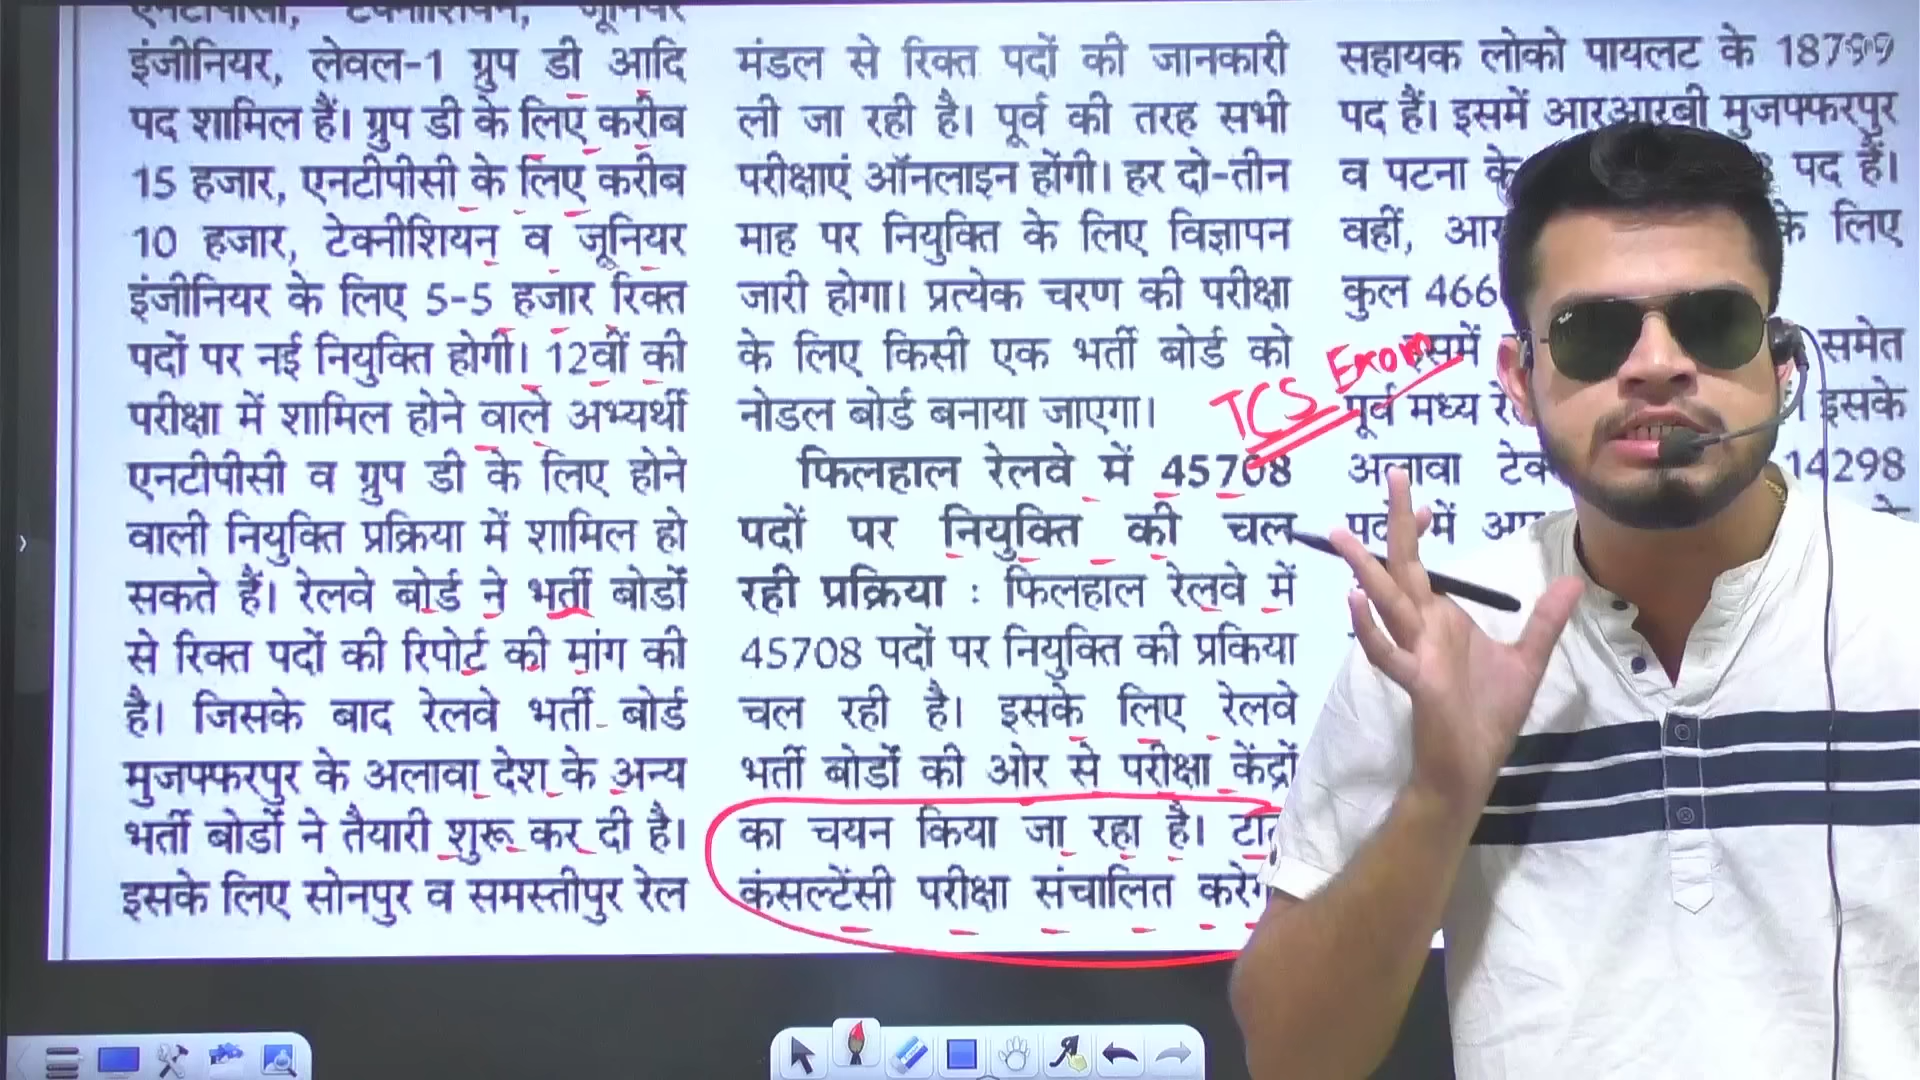 इंजीनियर, लेवल-1 ग्रुप डी आदि
पद शामिल हैं। ग्रुप डी के लिए करीब
15 हजार, एनटीपीसी के लिए करीब
10 हजार, टेक्नीशियन व जूनियर
इंजीनियर के लिए 5-5 हजार रिक्त
पदों पर नई नियुक्ति होगी। 12वीं की
परीक्षा में शामिल होने वाले अभ्यर्थी
एनटीपीसी व ग्रुप डी के लिए होने
वाली नियुक्ति प्रक्रिया में शामिल हो
सकते हैं। रेलवे बोर्ड ने भर्ती बोर्डों
से रिक्त पदों की रिपोर्ट की मांग की
है। जिसके बाद रेलवे भर्ती बोर्ड
मुजफ्फरपुर के अलावा देश के अन्य
भर्ती बोर्डों ने तैयारी शुरू कर दी है।
इसके लिए सोनपुर व समस्तीपुर रेल
मंडल से रिक्त पदों की जानकारी
ली जा रही है। पूर्व की तरह सभी
परीक्षाएं ऑनलाइन होंगी। हर दो-तीन
माह पर नियुक्ति के लिए विज्ञापन
जारी होगा। प्रत्येक चरण की परीक्षा
के लिए किसी एक भर्ती बोर्ड को
नोडल बोर्ड बनाया जाएगा।
TCS Exam
फिलहाल रेलवे में 45708
पदों पर नियुक्ति की चल
रही प्रक्रिया : फिलहाल रेलवे में
45708 पदों पर नियुक्ति की प्रकिया
चल रही है। इसके लिए रेलवे
भर्ती बोर्डों की ओर से परीक्षा केंद्रों
का चयन किया जा रहा है।
कंसल्टेंसी परीक्षा संचालित
सहायक लोको पायलट के 18799
पद हैं। इसमें आरआरबी मुजफ्फरपुर
व पटना के पद हैं।
वहीं, के लिए
कुल
इसमें समेत
पूर्व मध्य इसके
अलावा 14298
में